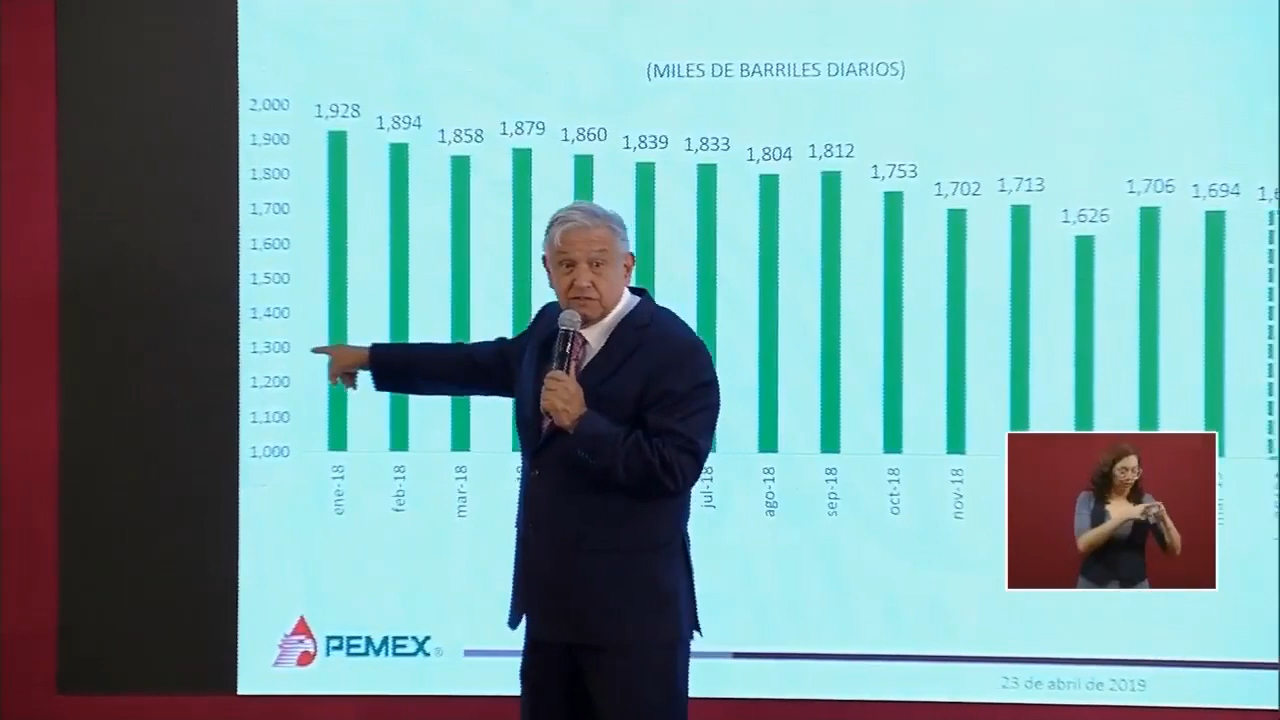 (MILES DE BARRILES DIARIOS)
2,000
1,900
1,800
1,700
1,600
1,500
1,400
1,300
1,200
1,100
1,000
1,928
1,894
1,858
1,879
1,860
1,839
1,833
1,804
1,812
1,753
1,702
1,713
1,626
1,706
1,694
ene-18
feb-18
mar-18
jul-18
ago-18
sep-18
oct-18
nov-18
PEMEX®
23 de abril de 2019